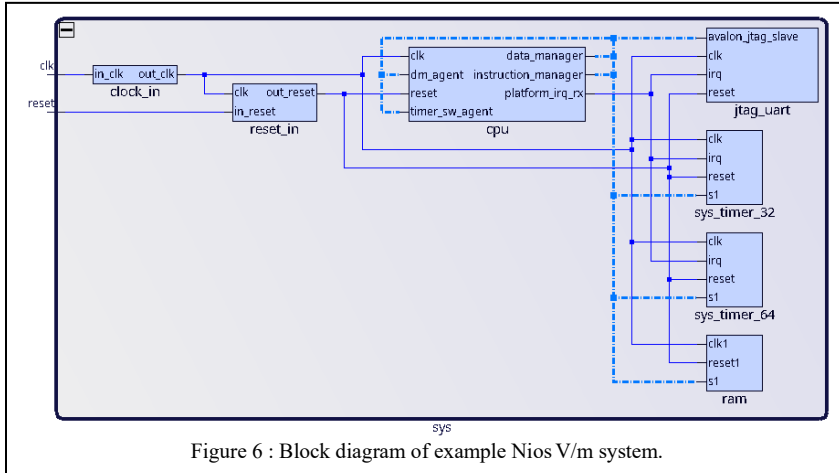 clk
reset
in_clk out_clk
clock_in
clk out_reset
in_reset
reset_in
clk data_manager
dm_agent instruction_manager
reset platform_irq_rx
timer_sw_agent
cpu
avalon_jtag_slave
clk
irq
reset
jtag_uart
clk
irq
reset
s1
sys_timer_32
clk
irq
reset
s1
sys_timer_64
clk1
reset1
s1
ram
sys
Figure 6 : Block diagram of example Nios V/m system.